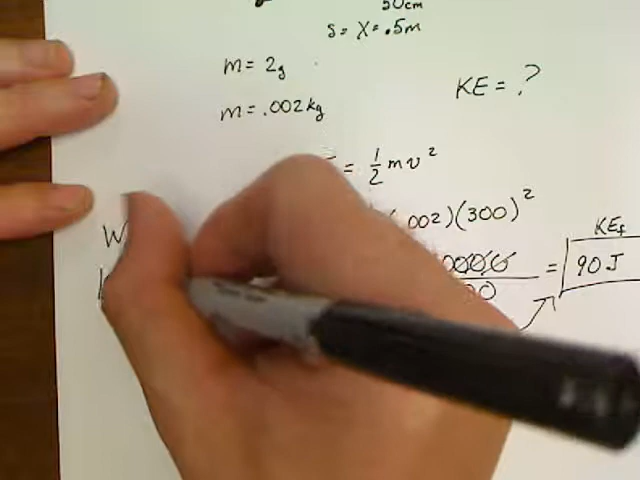 50cm
s = x = .5m
m = 2g
m = .002kg
KE = ?
= 1/2 mv²
.002)(300)²
KEf
= 90 J
W